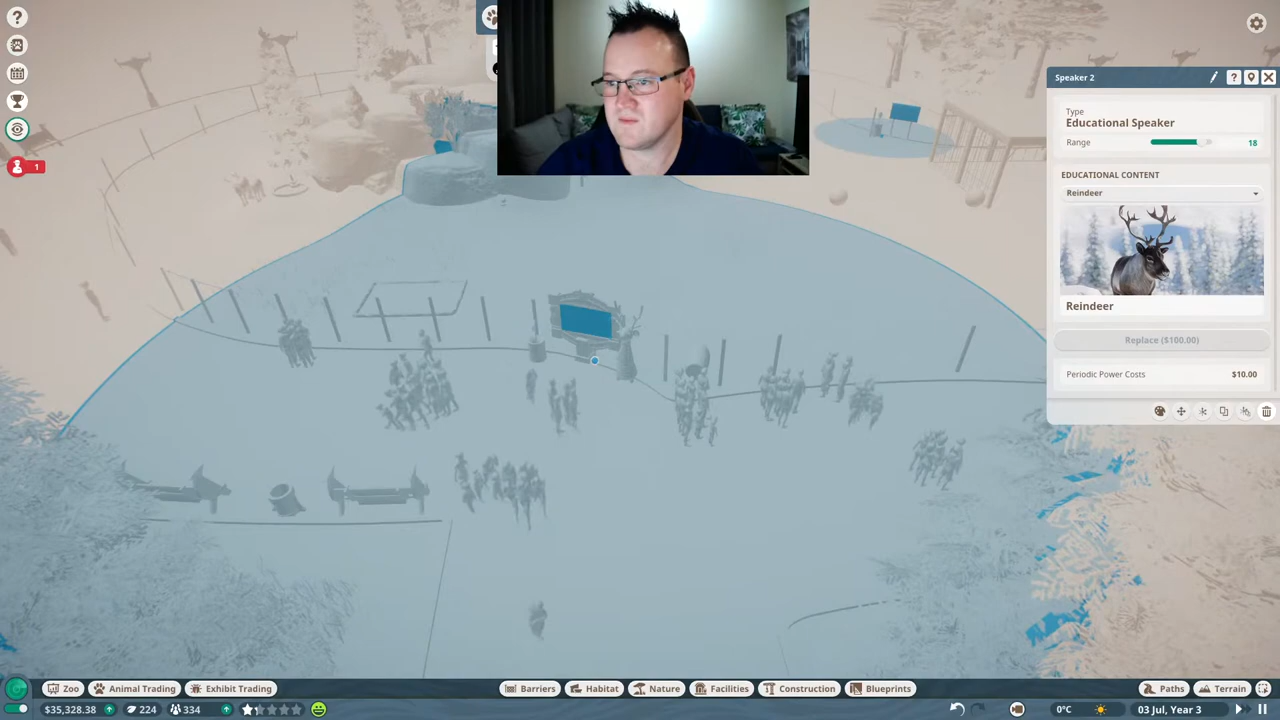 Speaker 2
Type
Educational Speaker
Range 18
EDUCATIONAL CONTENT
Reindeer
Reindeer
Replace ($100.00)
Periodic Power Costs $10.00
1
Zoo Animal Trading Exhibit Trading Barriers Habitat Nature Facilities Construction Blueprints Paths Terrain
$35,328.38 224 334 0°C 03 Jul, Year 3